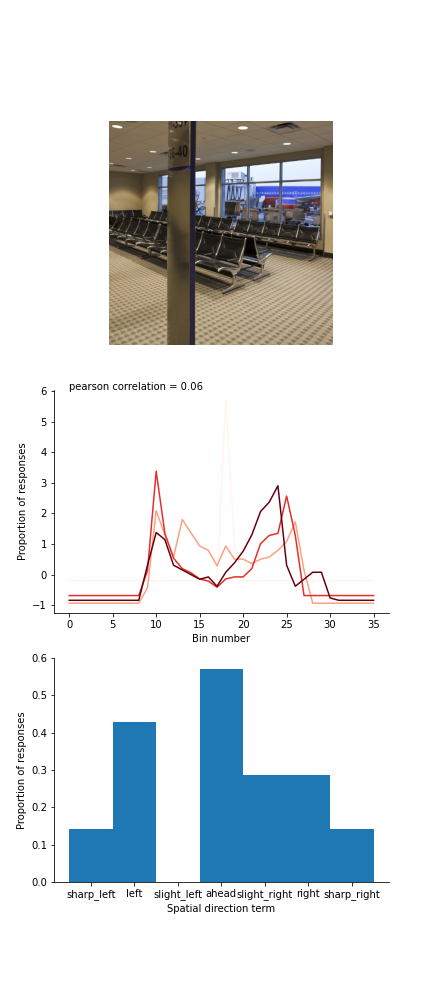 -40
pearson correlation = 0.06
6
5
4
3
2
1
0
−1
Proportion of responses
0 5 10 15 20 25 30 35
Bin number
0.6
0.5
0.4
0.3
0.2
0.1
0.0
Proportion of responses
sharp_left left slight_left ahead slight_right right sharp_right
Spatial direction term